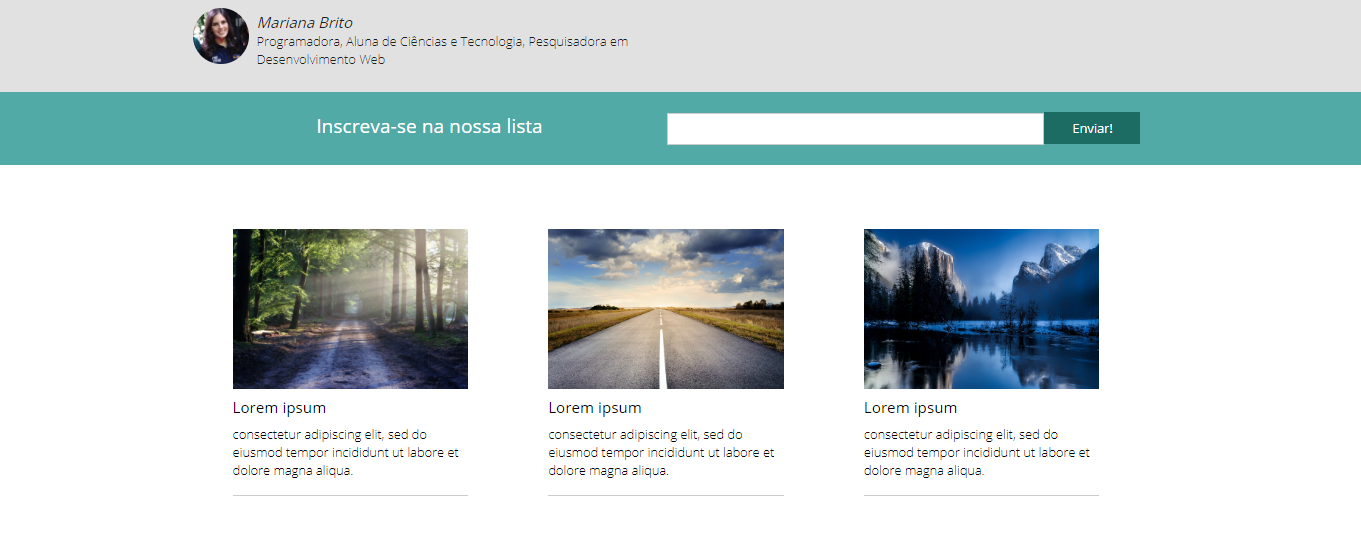 Mariana Brito
Programadora, Aluna de Ciências e Tecnologia, Pesquisadora em
Desenvolvimento Web
Inscreva-se na nossa lista
Enviar!
Lorem ipsum
consectetur adipiscing elit, sed do
eiusmod tempor incididunt ut labore et
dolore magna aliqua.
Lorem ipsum
consectetur adipiscing elit, sed do
eiusmod tempor incididunt ut labore et
dolore magna aliqua.
Lorem ipsum
consectetur adipiscing elit, sed do
eiusmod tempor incididunt ut labore et
dolore magna aliqua.